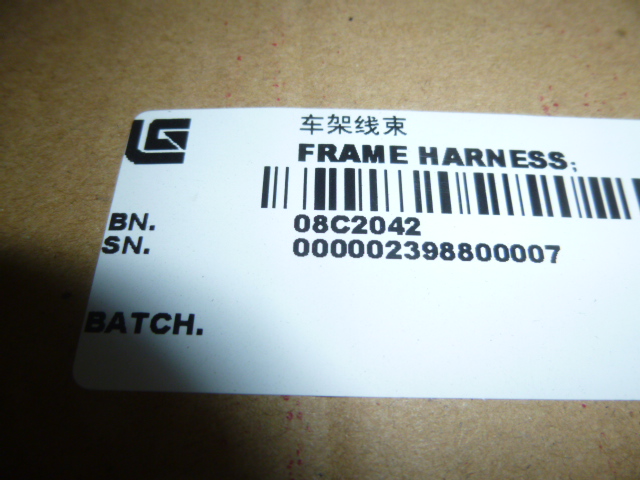 车架线束
FRAME HARNESS;
BN. 08C2042
SN. 000002398800007
BATCH.